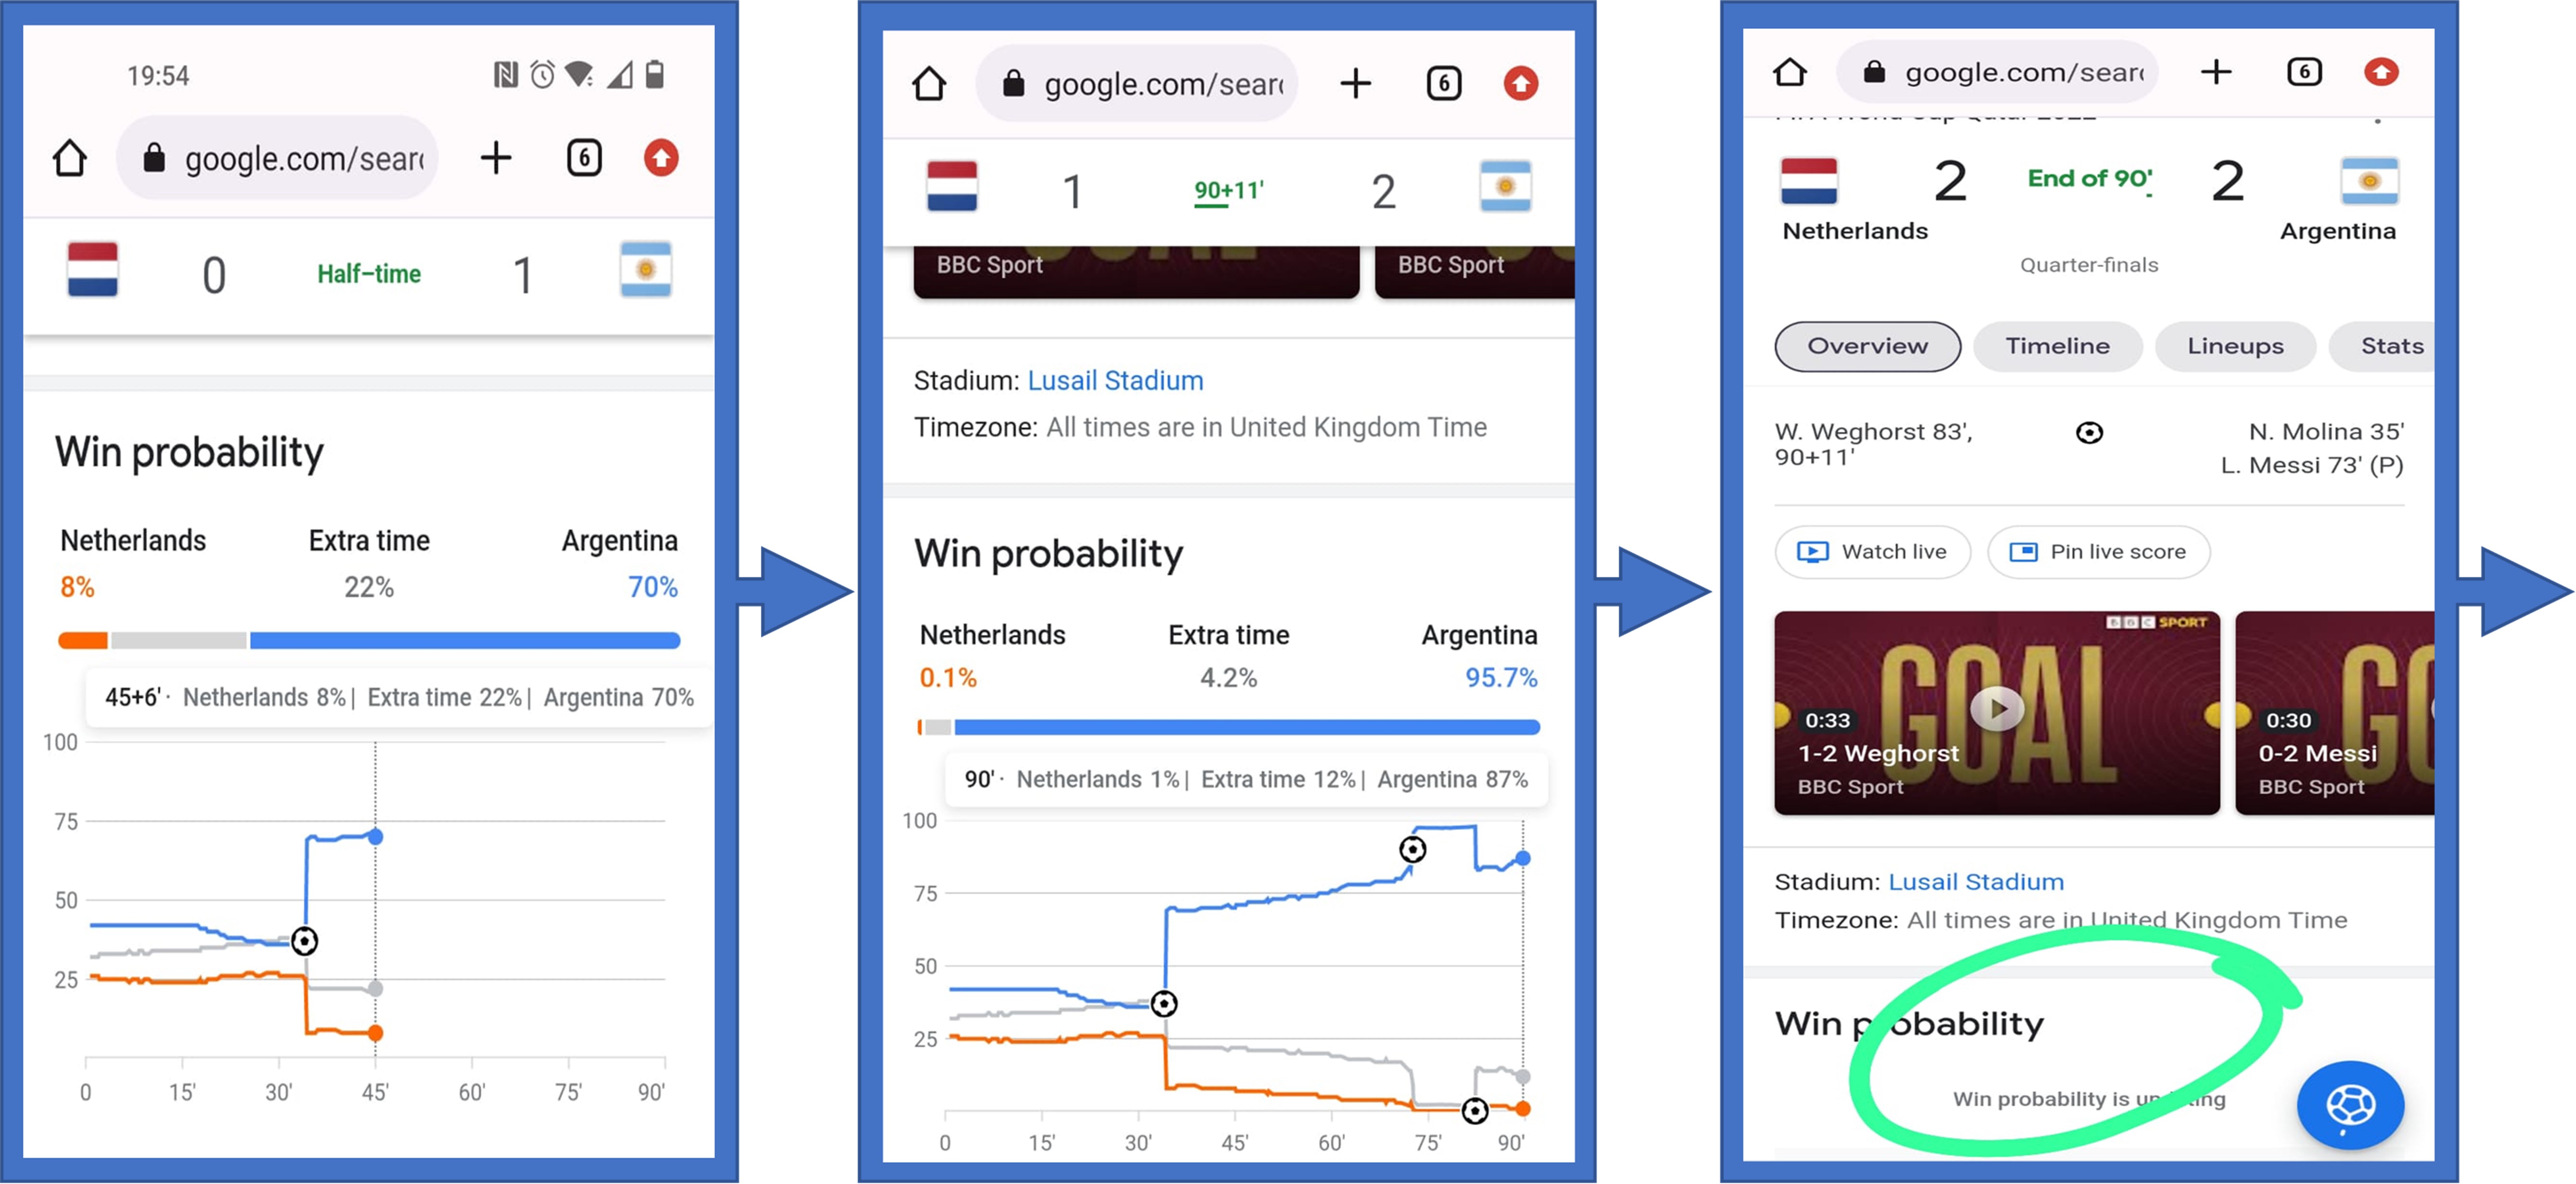 19:54
google.com/sear
6
0 Half-time 1
Win probability
Netherlands Extra time Argentina
8% 22% 70%
45+6' · Netherlands 8% | Extra time 22% | Argentina 70%
100
75
50
25
0 15' 30' 45' 60' 75' 90'
google.com/sear
6
1 90+11' 2
BBC Sport BBC Sport
Stadium: Lusail Stadium
Timezone: All times are in United Kingdom Time
Win probability
Netherlands Extra time Argentina
0.1% 4.2% 95.7%
90' · Netherlands 1% | Extra time 12% | Argentina 87%
100
75
50
25
0 15' 30' 45' 60' 75' 90'
google.com/sear
6
2 End of 90' 2
Netherlands Argentina
Quarter-finals
Overview Timeline Lineups Stats
W. Weghorst 83', N. Molina 35'
90+11' L. Messi 73' (P)
Watch live Pin live score
BBC SPORT
GOAL GO
0:33 0:30
1-2 Weghorst 0-2 Messi
BBC Sport BBC Sport
Stadium: Lusail Stadium
Timezone: All times are in United Kingdom Time
Win probability
Win probability is updating